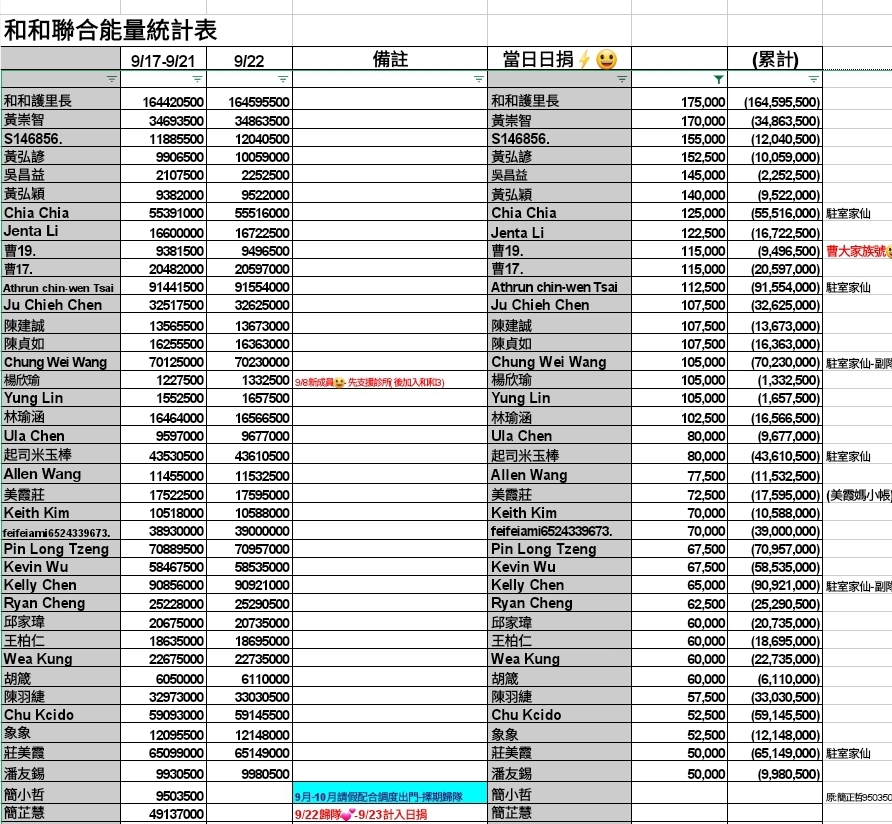 和和聯合能量統計表
9/17-9/21 9/22 備註 當日日捐⚡😀 (累計)
和和護里長 164420500 164595500 和和護里長 175,000 (164,595,500)
黃崇智 34693500 34863500 黃崇智 170,000 (34,863,500)
S146856. 11885500 12040500 S146856. 155,000 (12,040,500)
黃弘諺 9906500 10059000 黃弘諺 152,500 (10,059,000)
吳昌益 2107500 2252500 吳昌益 145,000 (2,252,500)
黃弘穎 9382000 9522000 黃弘穎 140,000 (9,522,000)
Chia Chia 55391000 55516000 Chia Chia 125,000 (55,516,000) 駐室家仙
Jenta Li 16600000 16722500 Jenta Li 122,500 (16,722,500)
曹19. 9381500 9496500 曹19. 115,000 (9,496,500) 曹大家族號
曹17. 20482000 20597000 曹17. 115,000 (20,597,000)
Athrun chin-wen Tsai 91441500 91554000 Athrun chin-wen Tsai 112,500 (91,554,000) 駐室家仙
Ju Chieh Chen 32517500 32625000 Ju Chieh Chen 107,500 (32,625,000)
陳建誠 13565500 13673000 陳建誠 107,500 (13,673,000)
陳貞如 16255500 16363000 陳貞如 107,500 (16,363,000)
Chung Wei Wang 70125000 70230000 Chung Wei Wang 105,000 (70,230,000) 駐室家仙-副隊
楊欣瑜 1227500 1332500 9/8新成員😀-先支援診所(後加入和和3) 楊欣瑜 105,000 (1,332,500)
Yung Lin 1552500 1657500 Yung Lin 105,000 (1,657,500)
林瑜涵 16464000 16566500 林瑜涵 102,500 (16,566,500)
Ula Chen 9597000 9677000 Ula Chen 80,000 (9,677,000)
起司米玉棒 43530500 43610500 起司米玉棒 80,000 (43,610,500) 駐室家仙
Allen Wang 11455000 11532500 Allen Wang 77,500 (11,532,500)
美霞莊 17522500 17595000 美霞莊 72,500 (17,595,000) (美霞媽小帳)
Keith Kim 10518000 10588000 Keith Kim 70,000 (10,588,000)
feifeiami6524339673. 38930000 39000000 feifeiami6524339673. 70,000 (39,000,000)
Pin Long Tzeng 70889500 70957000 Pin Long Tzeng 67,500 (70,957,000)
Kevin Wu 58467500 58535000 Kevin Wu 67,500 (58,535,000)
Kelly Chen 90856000 90921000 Kelly Chen 65,000 (90,921,000) 駐室家仙-副隊
Ryan Cheng 25228000 25290500 Ryan Cheng 62,500 (25,290,500)
邱家瑋 20675000 20735000 邱家瑋 60,000 (20,735,000)
王柏仁 18635000 18695000 王柏仁 60,000 (18,695,000)
Wea Kung 22675000 22735000 Wea Kung 60,000 (22,735,000)
胡箴 6050000 6110000 胡箴 60,000 (6,110,000)
陳羽緁 32973000 33030500 陳羽緁 57,500 (33,030,500)
Chu Kcido 59093000 59145500 Chu Kcido 52,500 (59,145,500)
象象 12095500 12148000 象象 52,500 (12,148,000)
莊美霞 65099000 65149000 莊美霞 50,000 (65,149,000) 駐室家仙
潘友錫 9930500 9980500 潘友錫 50,000 (9,980,500)
簡小哲 9503500 9月-10月請假配合調度出門-擇期歸隊 簡小哲 原:簡正哲950350
簡芷慧 49137000 9/22歸隊💕-9/23計入日捐 簡芷慧